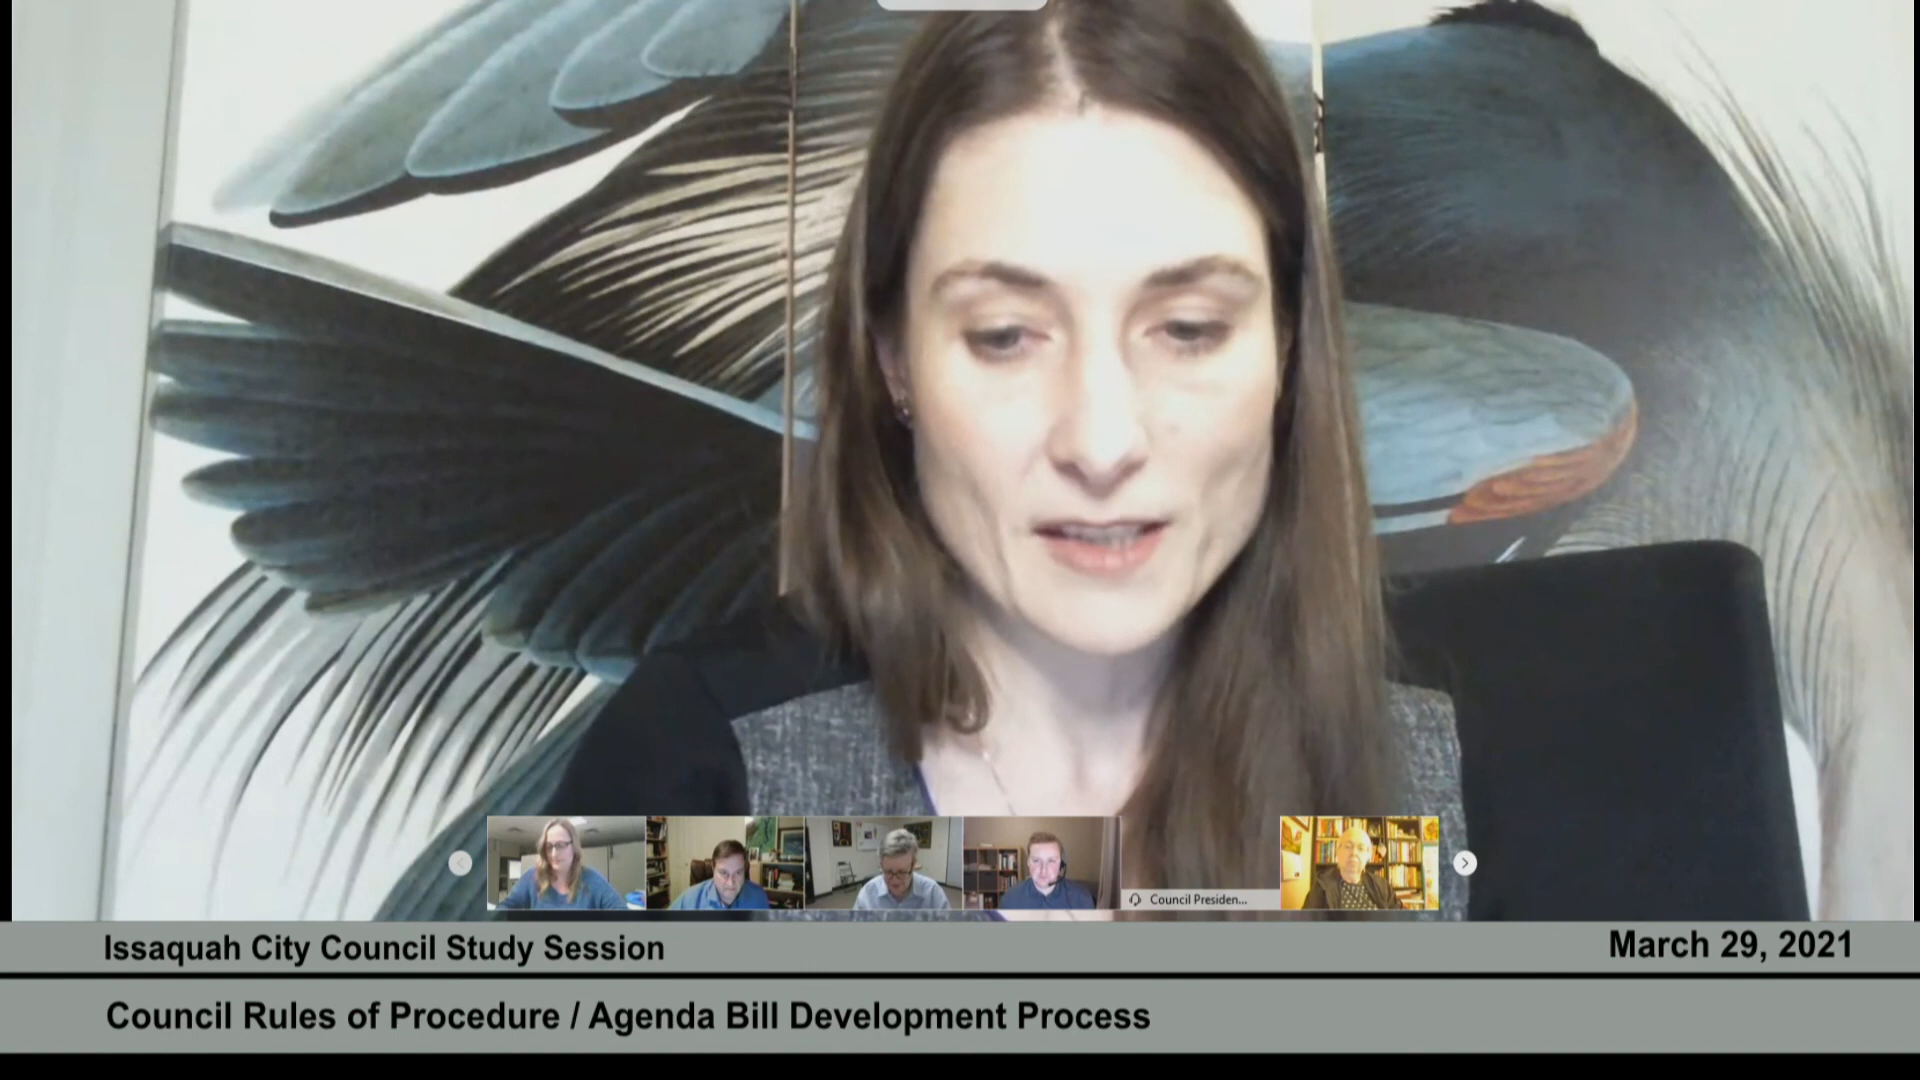 Council Presiden...
Issaquah City Council Study Session
March 29, 2021
Council Rules of Procedure / Agenda Bill Development Process